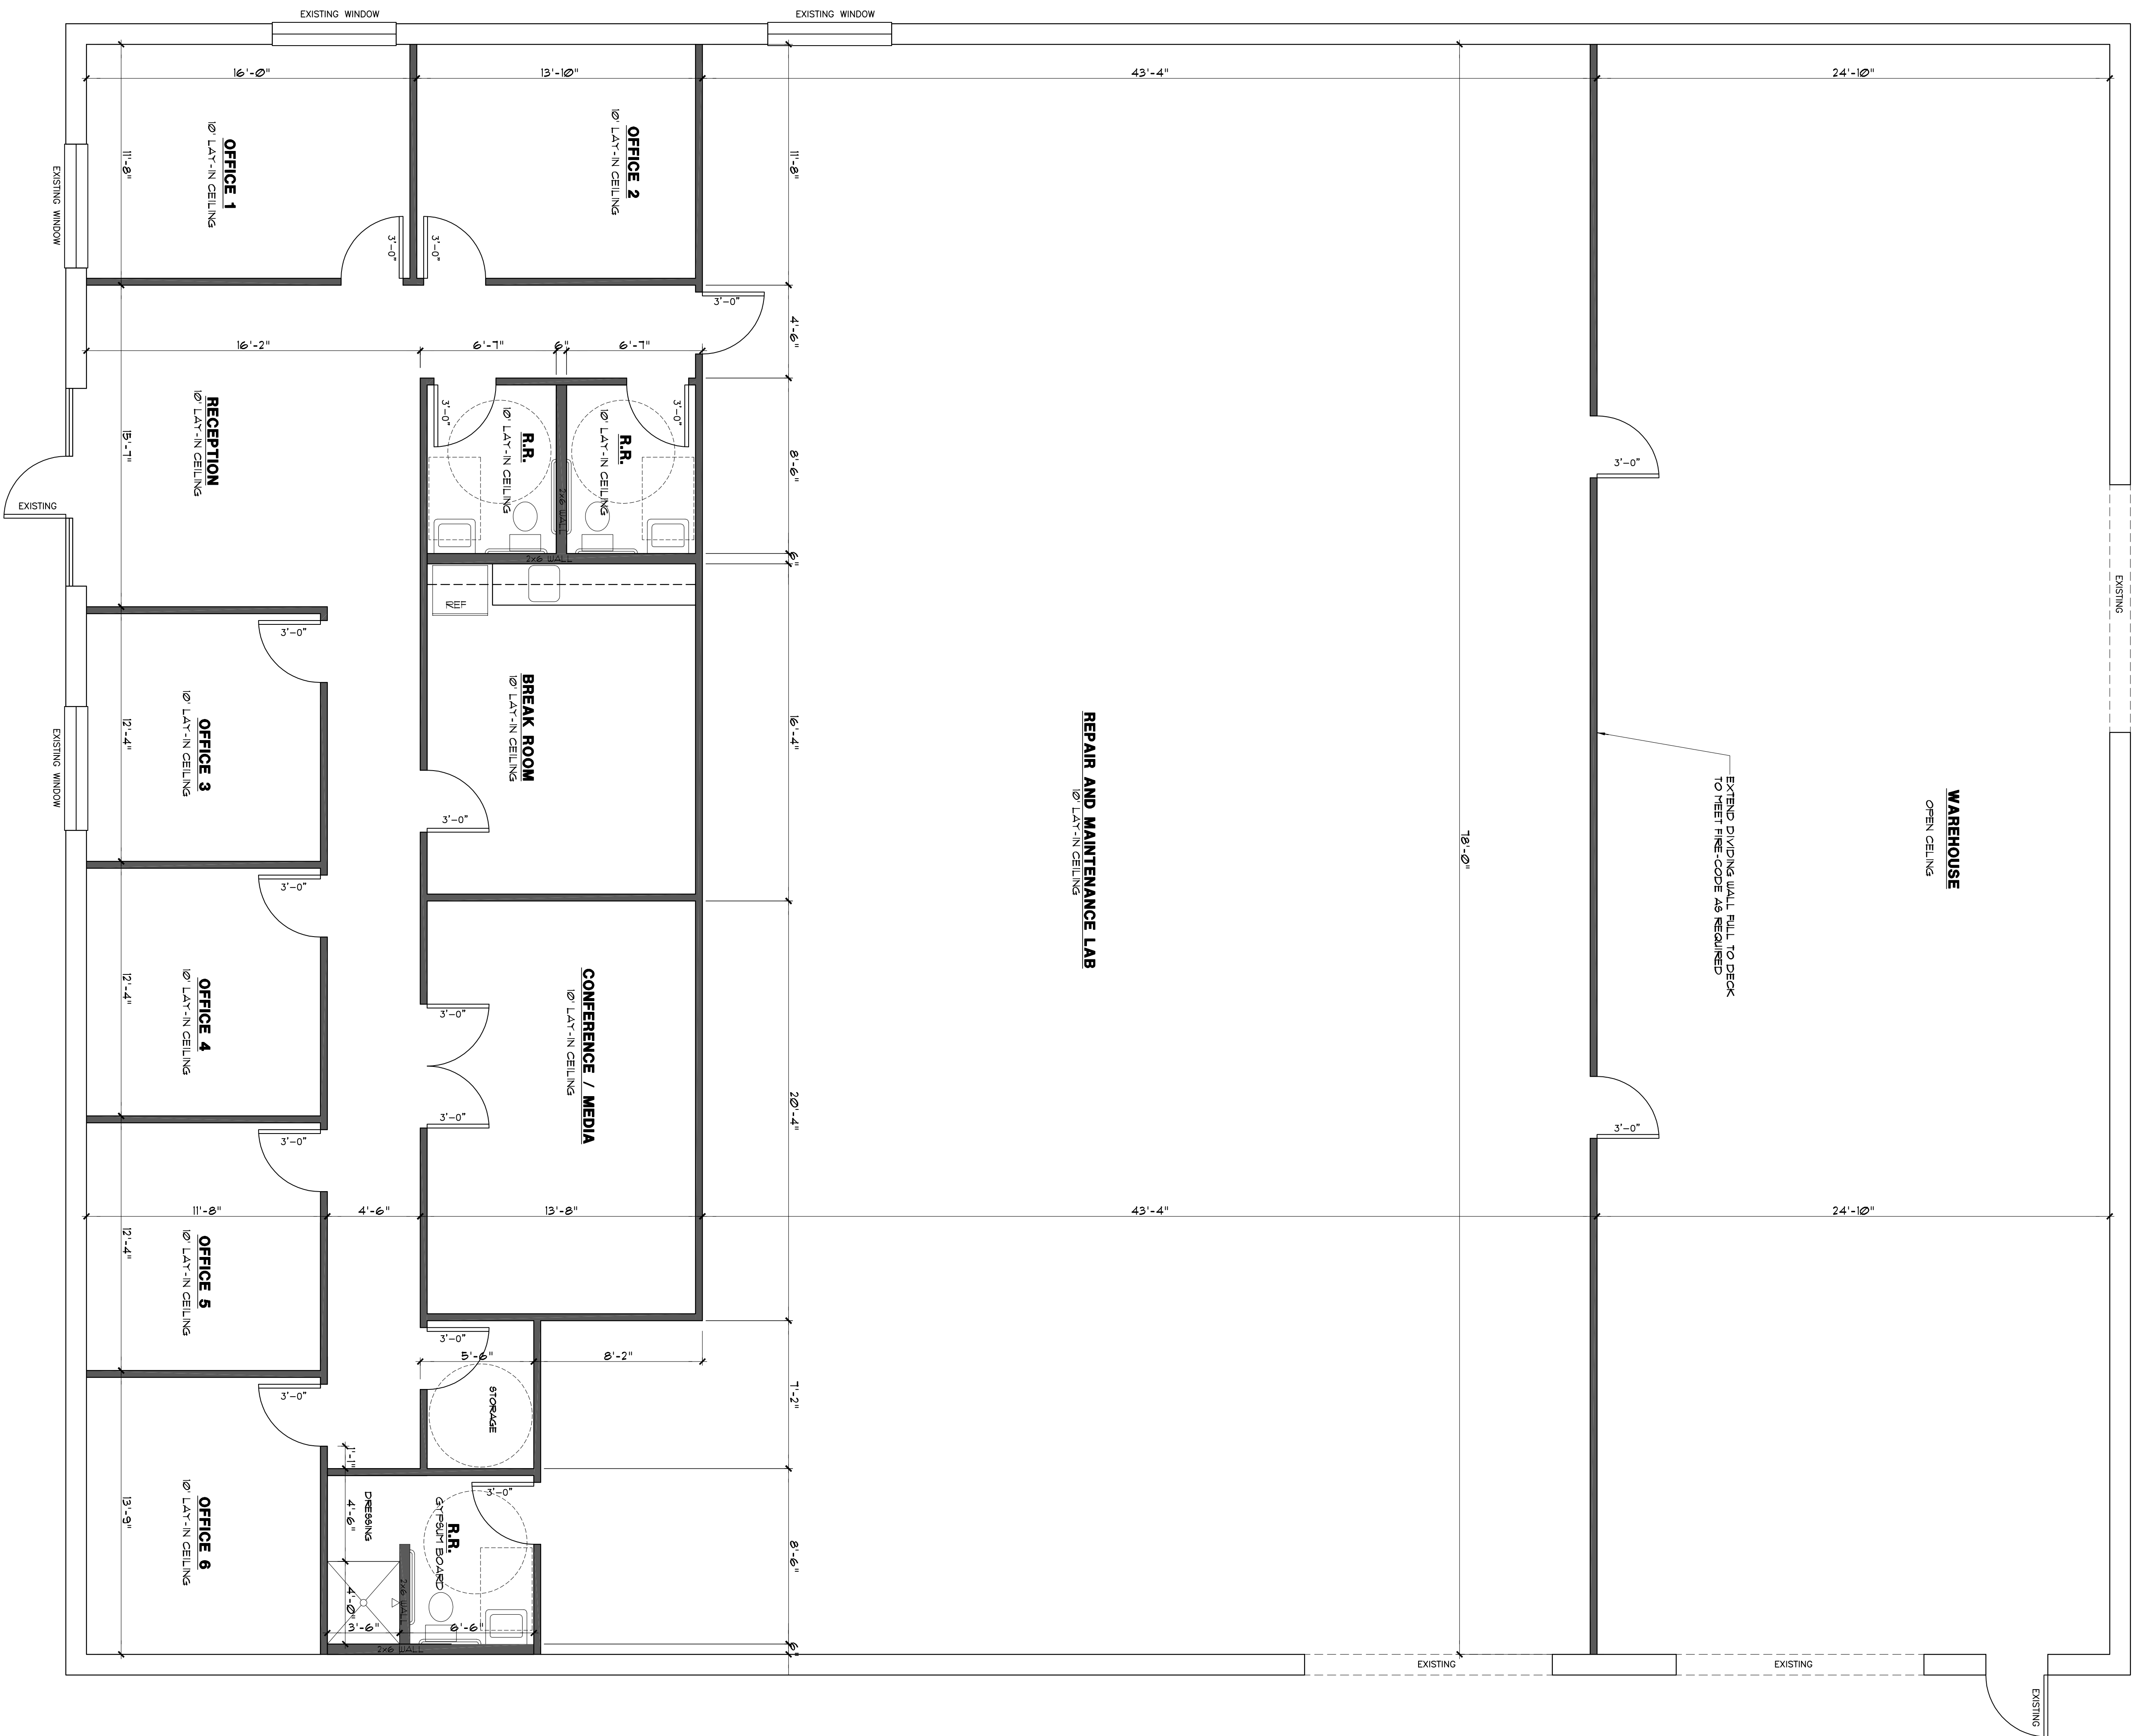 EXISTING WINDOW
EXISTING WINDOW
16'-0"
13'-10"
43'-4"
24'-10"
11'-8"
OFFICE 1
10' LAY-IN CEILING
OFFICE 2
10' LAY-IN CEILING
11'-8"
EXISTING WINDOW
3'-0"
3'-0"
3'-0"
4'-6"
16'-2"
6'-7"
6"
6'-7"
RECEPTION
10' LAY-IN CEILING
15'-7"
3'-0"
3'-0"
R.R.
10' LAY-IN CEILING
R.R.
10' LAY-IN CEILING
8'-6"
2x6 WALL
2x6 WALL
6"
3'-0"
EXISTING
EXISTING
REF
3'-0"
OFFICE 3
10' LAY-IN CEILING
12'-4"
EXISTING WINDOW
BREAK ROOM
10' LAY-IN CEILING
16'-4"
3'-0"
REPAIR AND MAINTENANCE LAB
10' LAY-IN CEILING
78'-0"
EXTEND DIVIDING WALL FULL TO DECK
TO MEET FIRE-CODE AS REQUIRED
WAREHOUSE
OPEN CELING
3'-0"
OFFICE 4
10' LAY-IN CEILING
12'-4"
CONFERENCE / MEDIA
10' LAY-IN CEILING
3'-0"
3'-0"
20'-4"
3'-0"
3'-0"
11'-8"
4'-6"
13'-8"
43'-4"
24'-10"
OFFICE 5
10' LAY-IN CEILING
12'-4"
3'-0"
5'-6"
8'-2"
STORAGE
7'-2"
3'-0"
1'-1"
OFFICE 6
10' LAY-IN CEILING
13'-9"
DRESSING
4'-6"
3'-0"
R.R.
GYPSUM BOARD
8'-6"
2x6 WALL
4'-0"
3'-6"
6'-6"
2x6 WALL
6"
EXISTING
EXISTING
EXISTING